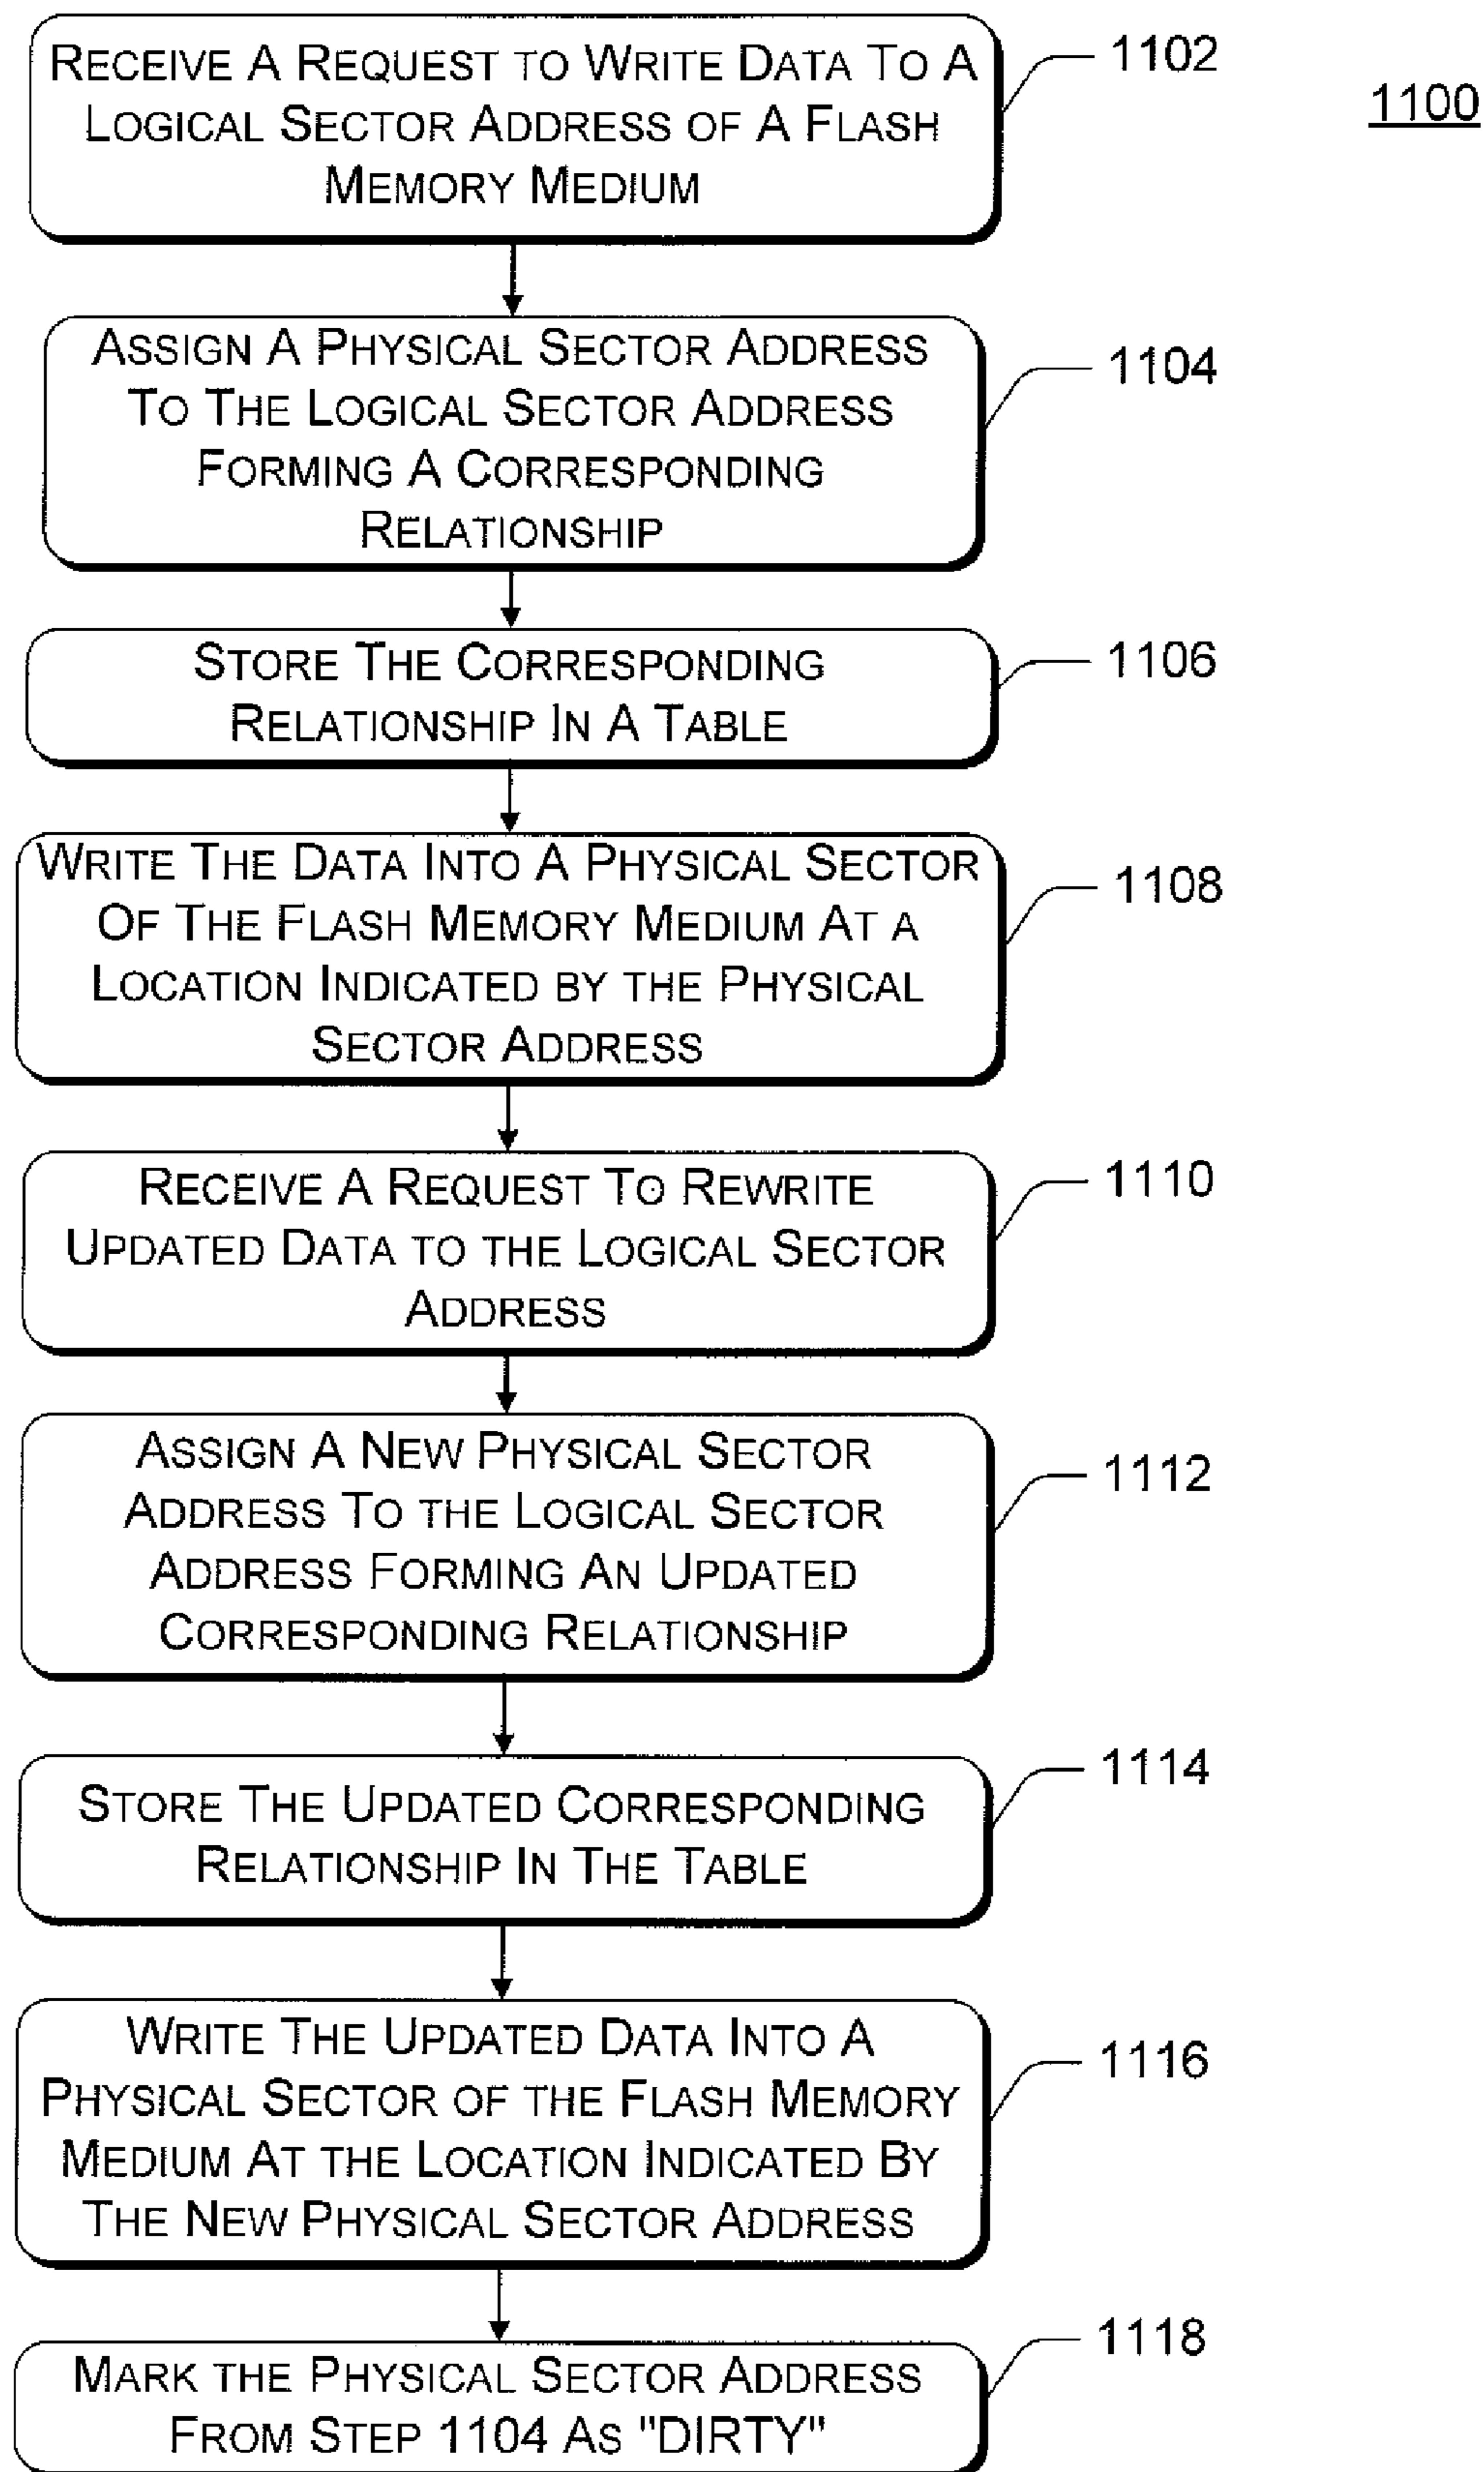 RECEIVE A REQUEST TO WRITE DATA TO A
LOGICAL SECTOR ADDRESS OF A FLASH
MEMORY MEDIUM
1102
1100
ASSIGN A PHYSICAL SECTOR ADDRESS
TO THE LOGICAL SECTOR ADDRESS
FORMING A CORRESPONDING
RELATIONSHIP
1104
STORE THE CORRESPONDING
RELATIONSHIP IN A TABLE
1106
WRITE THE DATA INTO A PHYSICAL SECTOR
OF THE FLASH MEMORY MEDIUM AT A
LOCATION INDICATED BY THE PHYSICAL
SECTOR ADDRESS
1108
RECEIVE A REQUEST TO REWRITE
UPDATED DATA TO THE LOGICAL SECTOR
ADDRESS
1110
ASSIGN A NEW PHYSICAL SECTOR
ADDRESS TO THE LOGICAL SECTOR
ADDRESS FORMING AN UPDATED
CORRESPONDING RELATIONSHIP
1112
STORE THE UPDATED CORRESPONDING
RELATIONSHIP IN THE TABLE
1114
WRITE THE UPDATED DATA INTO A
PHYSICAL SECTOR OF THE FLASH MEMORY
MEDIUM AT THE LOCATION INDICATED BY
THE NEW PHYSICAL SECTOR ADDRESS
1116
MARK THE PHYSICAL SECTOR ADDRESS
FROM STEP 1104 AS "DIRTY"
1118